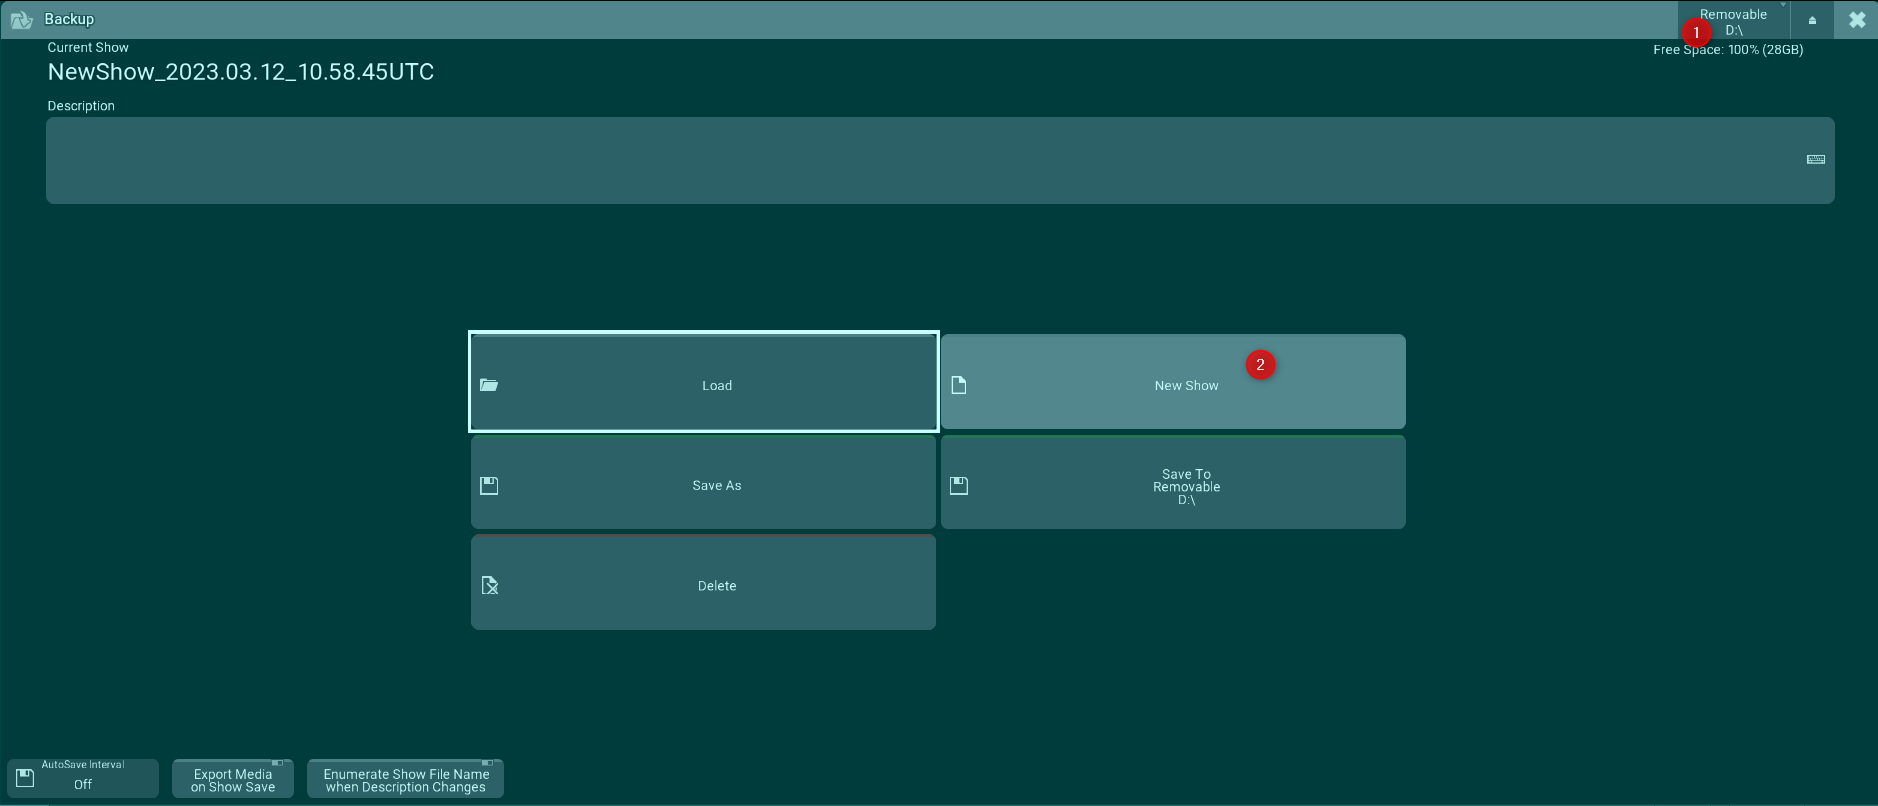 Backup
Removable
D:\
1
Current Show
Free Space: 100% (28GB)
NewShow_2023.03.12_10.58.45UTC
Description
Load
New Show
2
Save As
Save To
Removable
D:\
Delete
AutoSave Interval
Off
Export Media
on Show Save
Enumerate Show File Name
when Description Changes